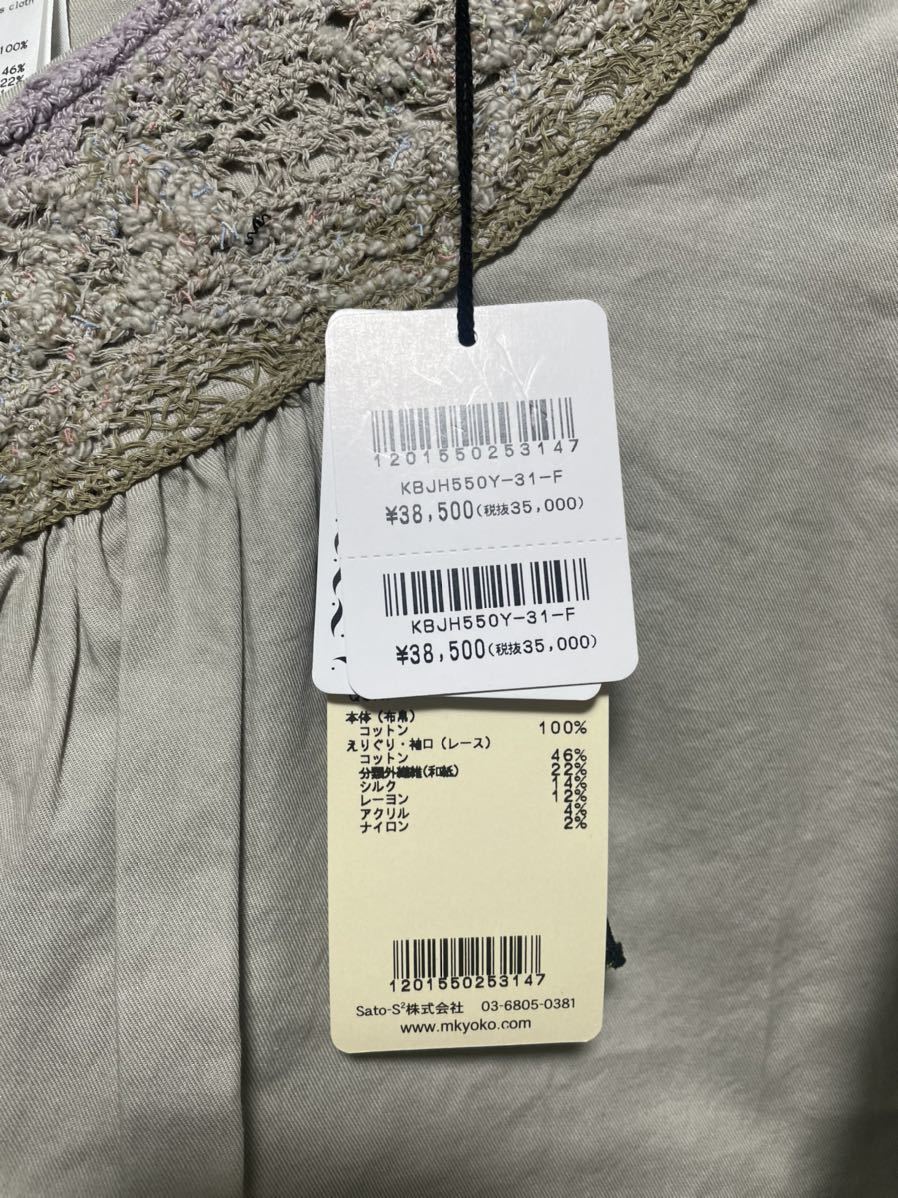 s cloth
100%
46%
22%
1201550253147
KBJH550Y-31-F
¥38,500(税抜35,000)
KBJH550Y-31-F
¥38,500(税抜35,000)
本体(布帛)
コットン 100%
えりぐり・袖口(レース)
コットン 46%
分類外繊維(和紙) 22%
シルク 14%
レーヨン 12%
アクリル 4%
ナイロン 2%
1201550253147
Sato-S²株式会社 03-6805-0381
www.mkyoko.com